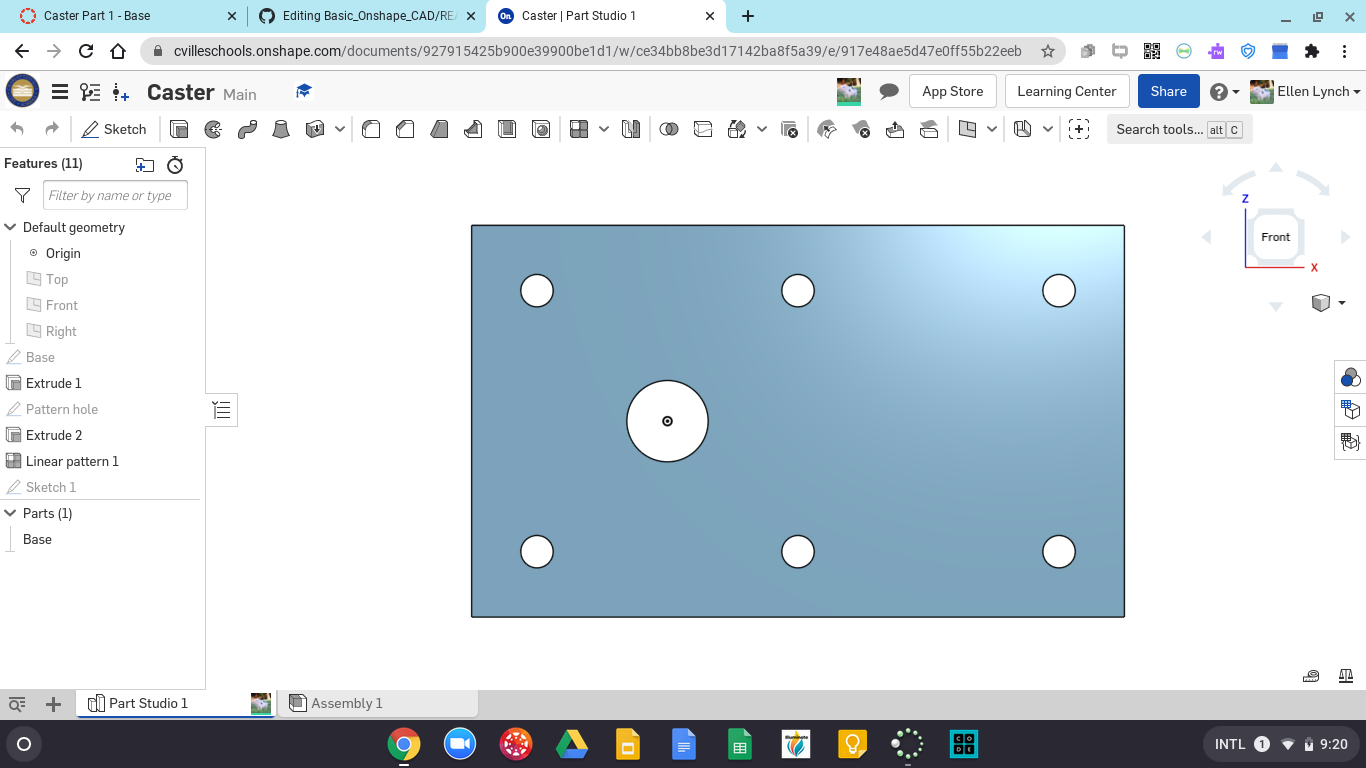 Caster Part 1 - Base
Editing Basic_Onshape_CAD/RE
Caster | Part Studio 1
cvilleschools.onshape.com/documents/927915425b900e39900be1d1/w/ce34bb8be3d17142ba8f5a39/e/917e48ae5d47e0ff55b22eeb
Caster Main
App Store
Learning Center
Share
Ellen Lynch
Sketch
Search tools... alt C
Features (11)
Filter by name or type
Default geometry
Origin
Top
Front
Right
Base
Extrude 1
Pattern hole
Extrude 2
Linear pattern 1
Sketch 1
Parts (1)
Base
Z
Front
X
Part Studio 1
Assembly 1
INTL 1 9:20